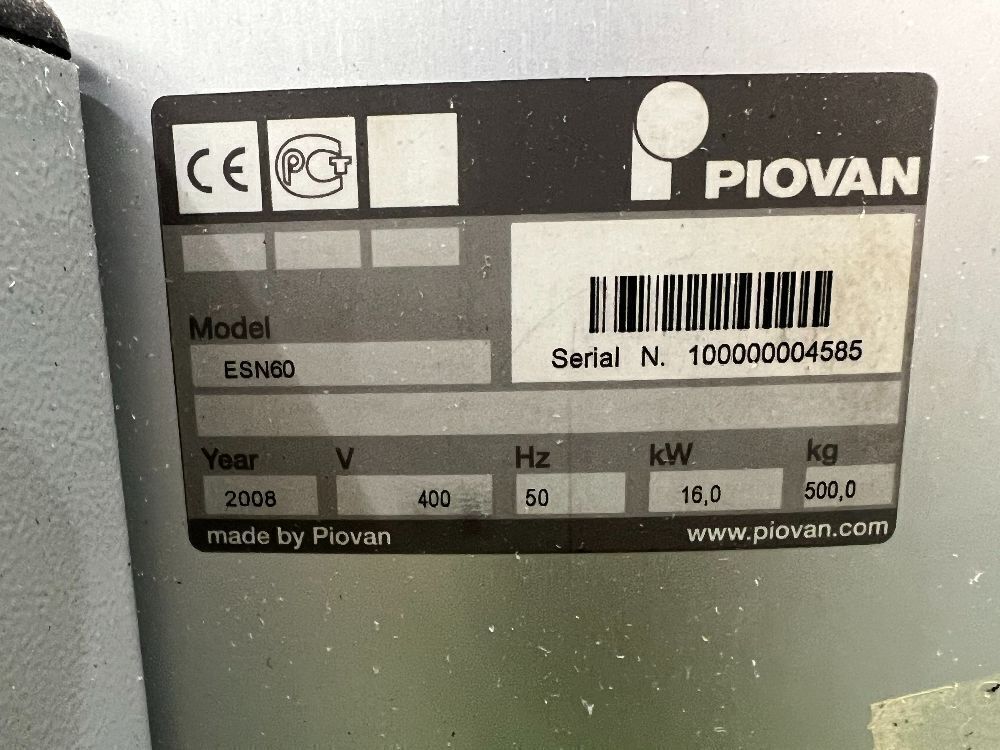 CE PCT
PIOVAN
Model
ESN60
Serial N. 100000004585
Year V Hz kW kg
2008 400 50 16,0 500,0
made by Piovan www.piovan.com